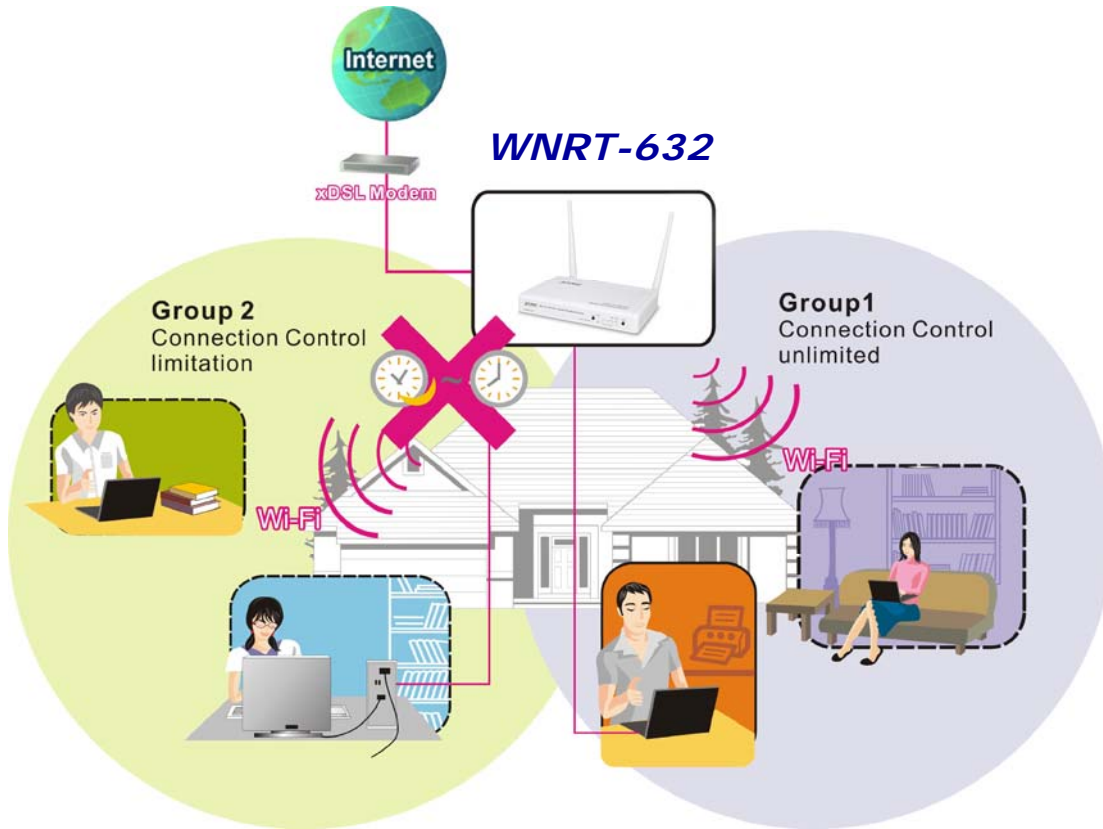 Internet
WNRT-632
xDSL Modem
Group 2
Connection Control
limitation
Group1
Connection Control
unlimited
Wi-Fi
Wi-Fi